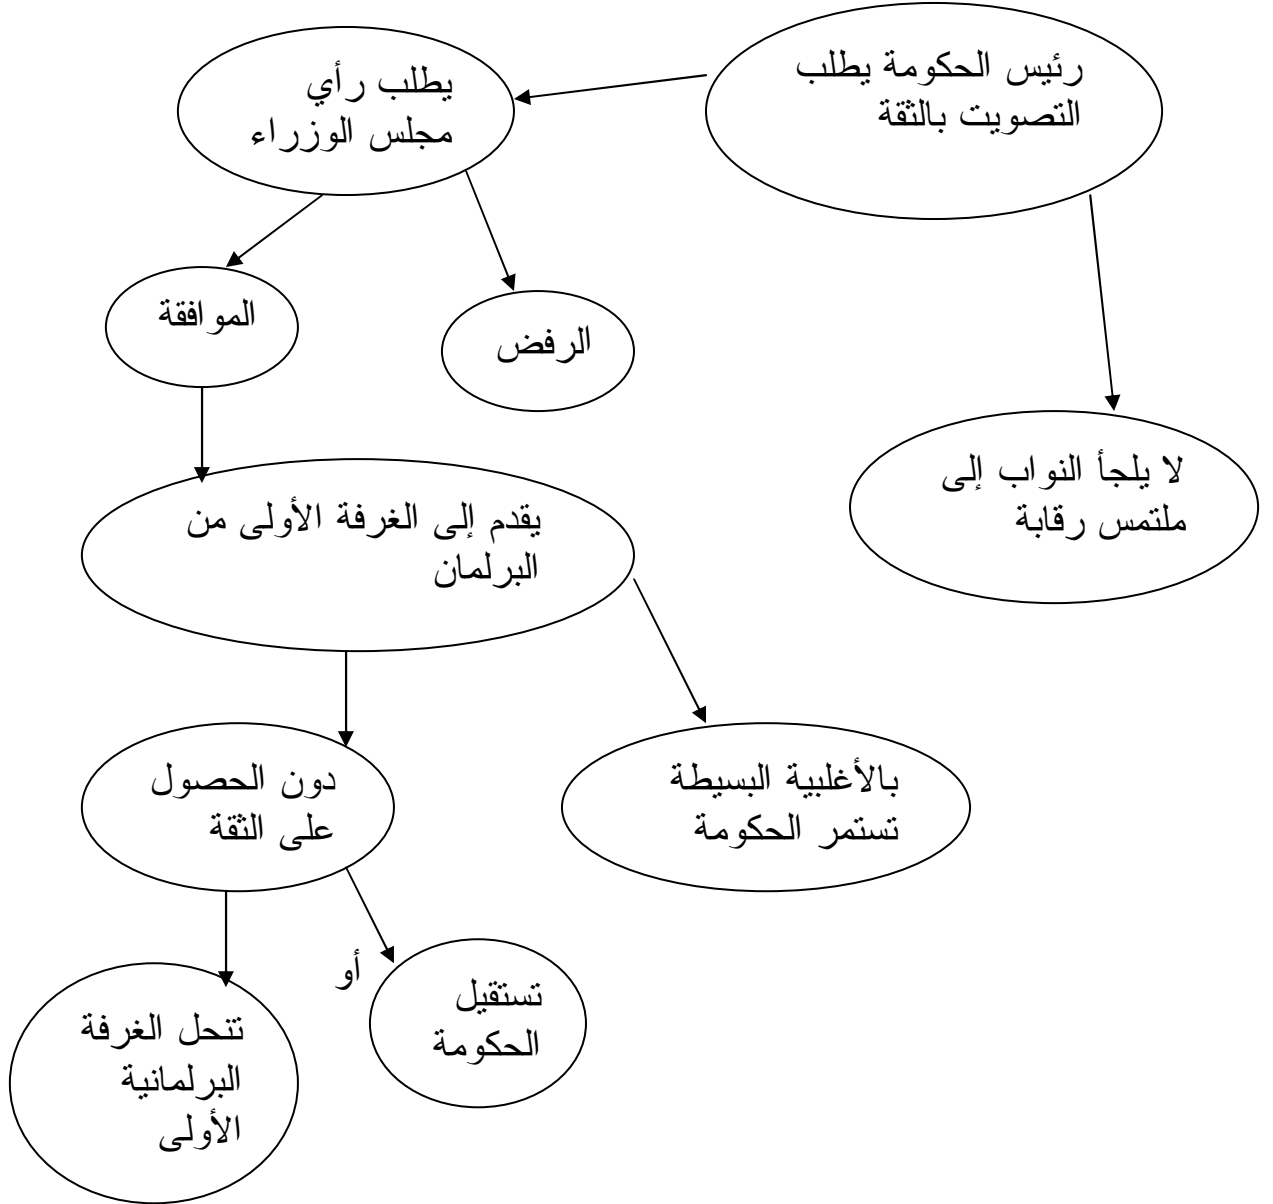 رئيس الحكومة يطلب
التصويت بالثقة
يطلب رأي
مجلس الوزراء
الموافقة
الرفض
لا يلجأ النواب إلى
ملتمس رقابة
يقدم إلى الغرفة الأولى من
البرلمان
بالأغلبية البسيطة
تستمر الحكومة
دون الحصول
على الثقة
أو
تستقيل
الحكومة
تنحل الغرفة
البرلمانية
الأولى